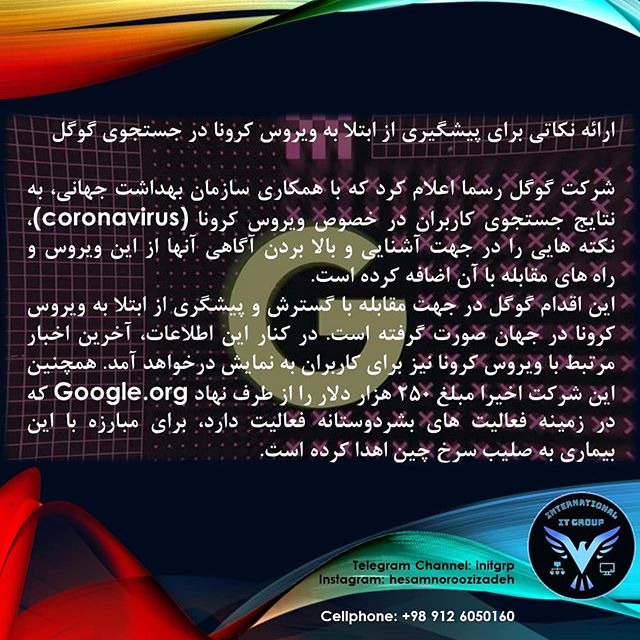 ارائه نکاتی برای پیشگیری از ابتلا به ویروس کرونا در جستجوی گوگل
شرکت گوگل رسما اعلام کرد که با همکاری سازمان بهداشت جهانی، به
نتایج جستجوی کاربران در خصوص ویروس کرونا (coronavirus)،
نکته هایی را در جهت آشنایی و بالا بردن آگاهی آنها از این ویروس و
راه های مقابله با آن اضافه کرده است.
این اقدام گوگل در جهت مقابله با گسترش و پیشگری از ابتلا به ویروس
کرونا در جهان صورت گرفته است. در کنار این اطلاعات، آخرین اخبار
مرتبط با ویروس کرونا نیز برای کاربران به نمایش درخواهد آمد. همچنین
این شرکت اخیرا مبلغ ۲۵۰ هزار دلار را از طرف نهاد Google.org که
در زمینه فعالیت های بشردوستانه فعالیت دارد، برای مبارزه با این
بیماری به صلیب سرخ چین اهدا کرده است.
G
INTERNATIONAL
IT GROUP
Telegram Channel: initgrp
Instagram: hesamnoroozizadeh
Cellphone: +98 912 6050160